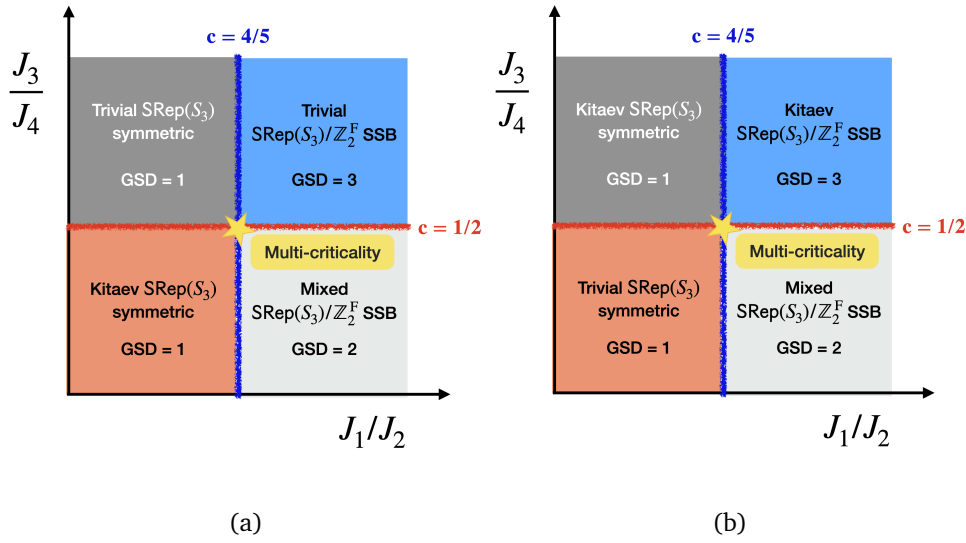 c = 4/5
J₃
J₄
Trivial SRep(S₃)
symmetric
GSD = 1
Trivial
SRep(S₃)/ℤ₂ᶠ SSB
GSD = 3
c = 1/2
Multi-criticality
Kitaev SRep(S₃)
symmetric
GSD = 1
Mixed
SRep(S₃)/ℤ₂ᶠ SSB
GSD = 2
J₁/J₂
(a)
c = 4/5
J₃
J₄
Kitaev SRep(S₃)
symmetric
GSD = 1
Kitaev
SRep(S₃)/ℤ₂ᶠ SSB
GSD = 3
c = 1/2
Multi-criticality
Trivial SRep(S₃)
symmetric
GSD = 1
Mixed
SRep(S₃)/ℤ₂ᶠ SSB
GSD = 2
J₁/J₂
(b)